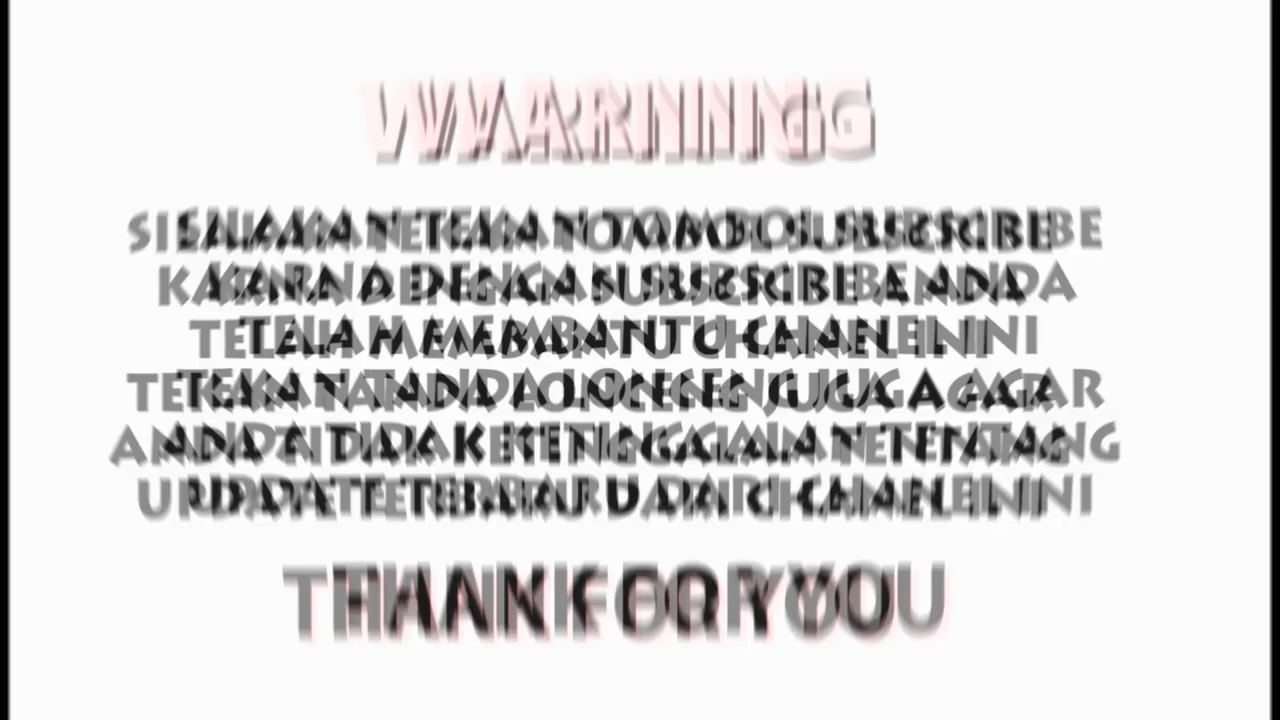 WARNING
SILAHKAN TEKAN TOMBOL SUBSCRIBE
KARNA DENGAN SUBSCRIBE ANDA
TELAH MEMBANTU CHANEL INI
TEKAN TANDA LONCENG JUGA AGAR
ANDA TIDAK KETINGGALAN TENTANG
UPDATE TERBARU DARI CHANEL INI
THANK FOR YOU